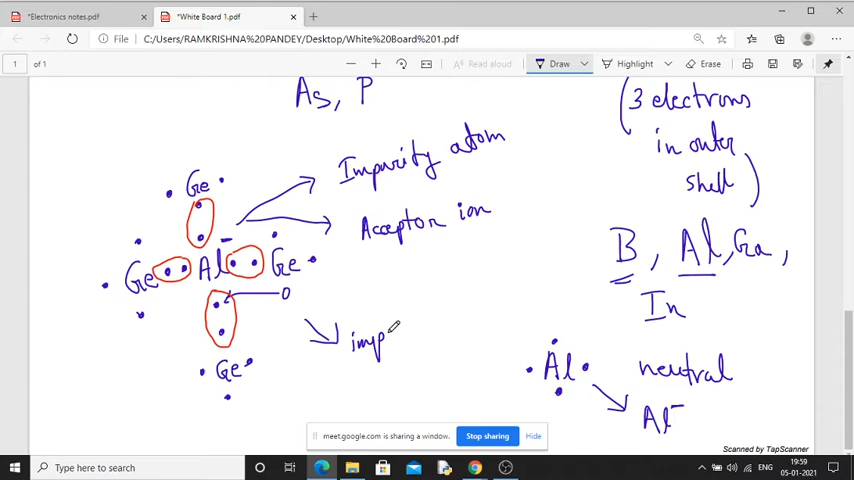 *Electronics notes.pdf
*White Board 1.pdf
File
C:/Users/RAMKRISHNA%20PANDEY/Desktop/White%20Board%201.pdf
1
of 1
Read aloud
Draw
Highlight
Erase
As, P
(3 electrons
in outer
shell)
Impurity atom
Acceptor ion
Ge
Ge Al- Ge
0
Ge
imp
B, Al, Ga,
In
Al
neutral
Al-
meet.google.com is sharing a window.
Stop sharing
Hide
Scanned by TapScanner
Type here to search
ENG
19:59
05-01-2021